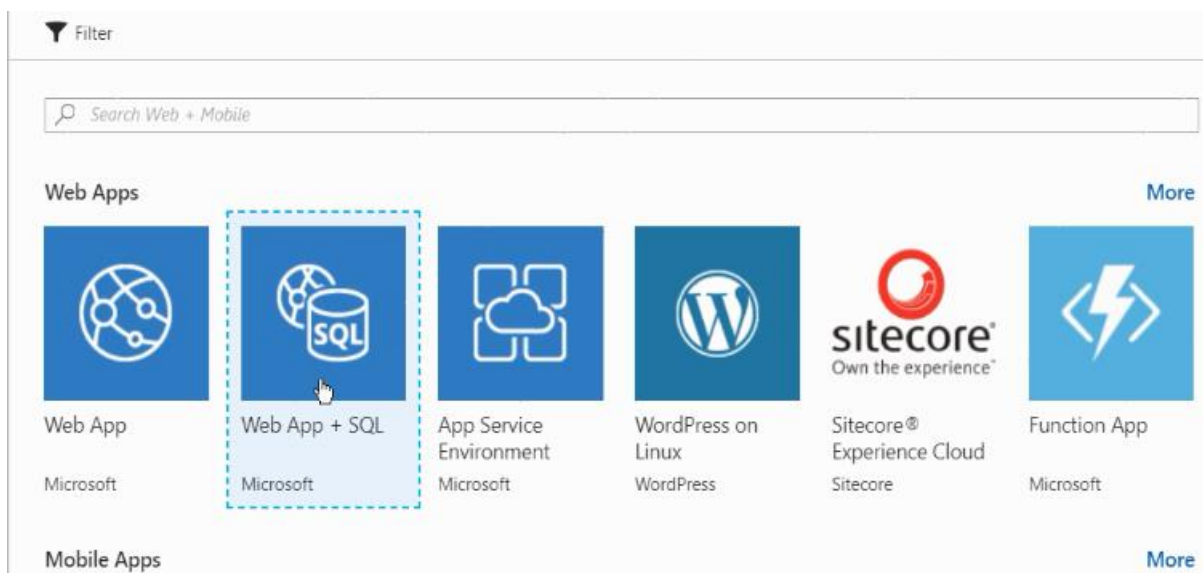 Filter
Search Web + Mobile
Web Apps
More
SQL
sitecore®
Own the experience™
Web App
Web App + SQL
App Service
Environment
WordPress on
Linux
Sitecore®
Experience Cloud
Function App
Microsoft
Microsoft
Microsoft
WordPress
Sitecore
Microsoft
Mobile Apps
More